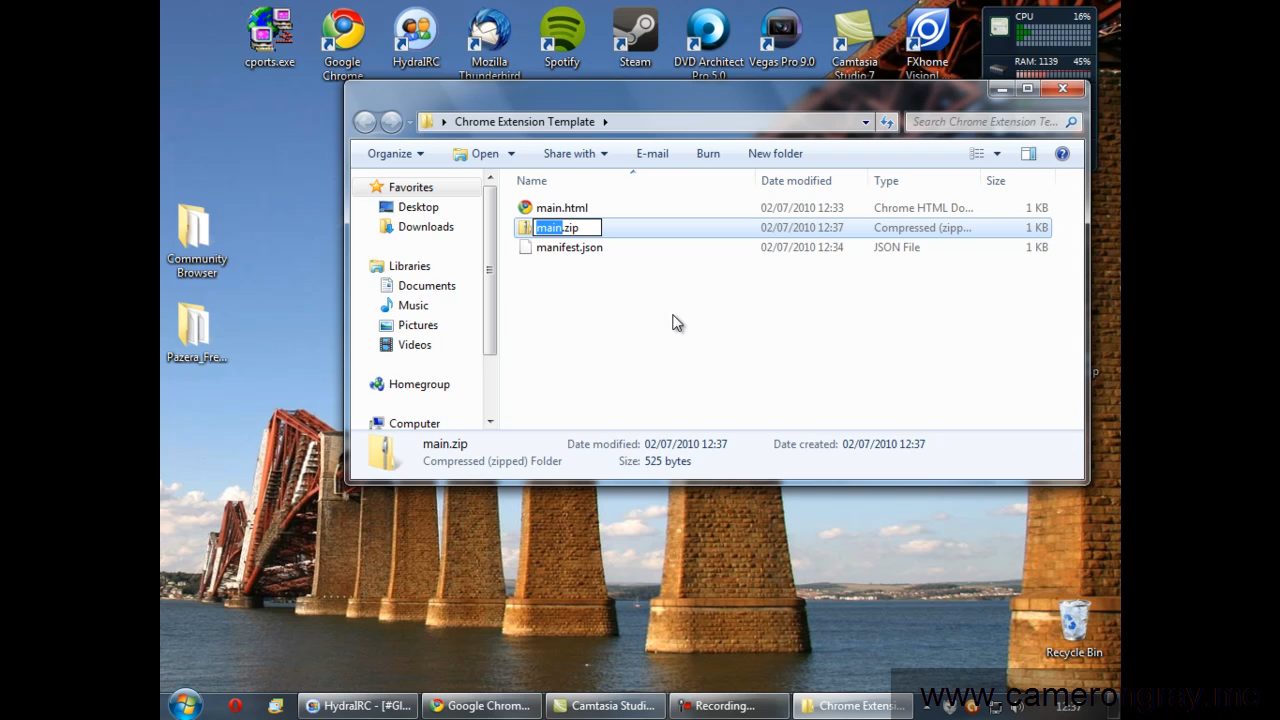 cports.exe
Google Chrome
HydraIRC
Mozilla Thunderbird
Spotify
Steam
DVD Architect Pro 5.0
Vegas Pro 9.0
Camtasia Studio 7
FXhome
CPU 16%
RAM: 1139 45%
Chrome Extension Template
Search Chrome Extension Te...
Organize Open Share with E-mail Burn New folder
Name Date modified Type Size
main.html 02/07/2010 12:33 Chrome HTML Do... 1 KB
main.zip 02/07/2010 12:37 Compressed (zipp... 1 KB
manifest.json 02/07/2010 12:34 JSON File 1 KB
Favorites
Desktop
Downloads
Libraries
Documents
Music
Pictures
Videos
Homegroup
Computer
main.zip Date modified: 02/07/2010 12:37 Date created: 02/07/2010 12:37
Compressed (zipped) Folder Size: 525 bytes
Community Browser
Pazera_Fre...
Recycle Bin
HydraIRC - [#Gl... Google Chrom... Camtasia Studi... Recording... Chrome Extensi... 12:37
www.camerongray.me